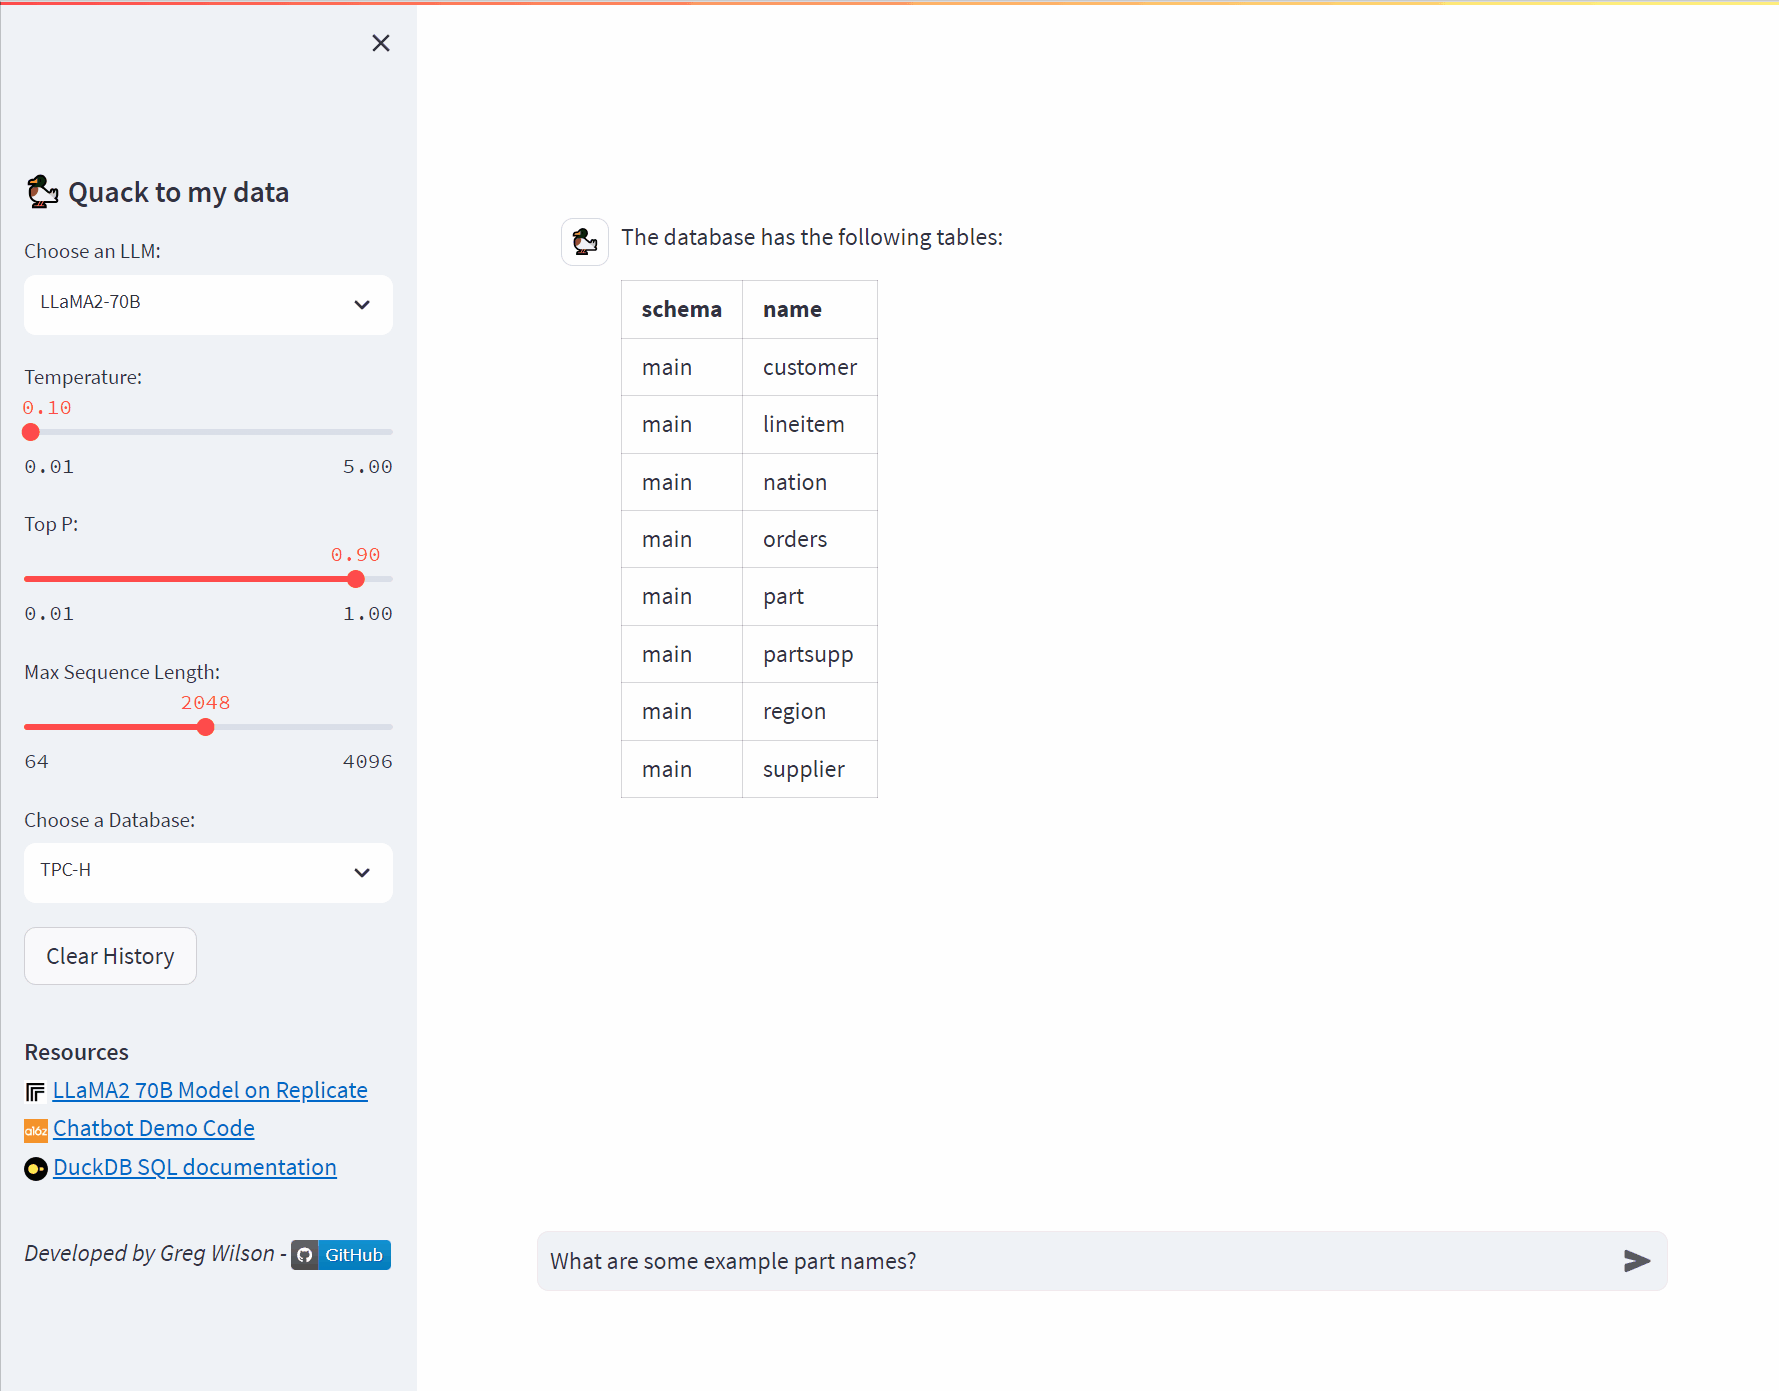 Quack to my data
Choose an LLM:
LLaMA2-70B
Temperature:
0.10
0.01 5.00
Top P:
0.90
0.01 1.00
Max Sequence Length:
2048
64 4096
Choose a Database:
TPC-H
Clear History
Resources
LLaMA2 70B Model on Replicate
a16z Chatbot Demo Code
DuckDB SQL documentation
Developed by Greg Wilson - GitHub
The database has the following tables:
schema name
main customer
main lineitem
main nation
main orders
main part
main partsupp
main region
main supplier
What are some example part names?